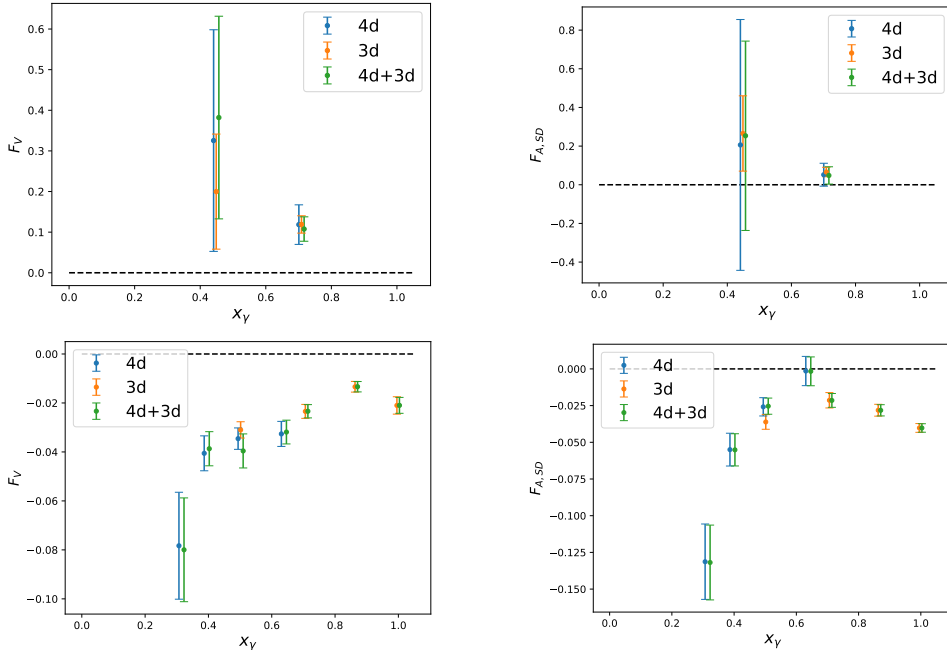 F_V
0.6
0.5
0.4
0.3
0.2
0.1
0.0
4d
3d
4d+3d
0.0 0.2 0.4 0.6 0.8 1.0
x_γ
F_{A,SD}
0.8
0.6
0.4
0.2
0.0
−0.2
−0.4
4d
3d
4d+3d
0.0 0.2 0.4 0.6 0.8 1.0
x_γ
F_V
0.00
−0.02
−0.04
−0.06
−0.08
−0.10
4d
3d
4d+3d
0.0 0.2 0.4 0.6 0.8 1.0
x_γ
F_{A,SD}
0.000
−0.025
−0.050
−0.075
−0.100
−0.125
−0.150
4d
3d
4d+3d
0.0 0.2 0.4 0.6 0.8 1.0
x_γ